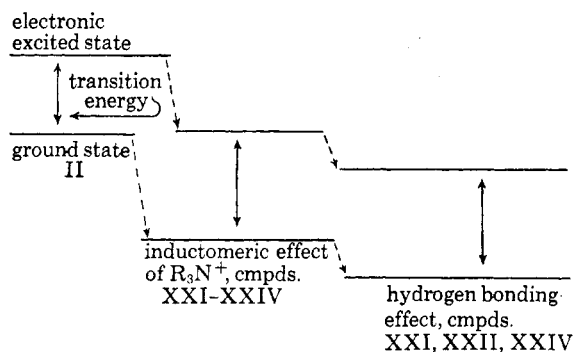 electronic
excited state
transition
energy
ground state
II
inductomeric effect
of R₃N⁺, cmpds.
XXI-XXIV
hydrogen bonding
effect, cmpds.
XXI, XXII, XXIV